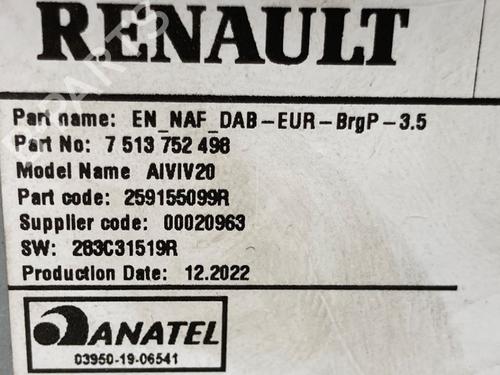 RENAULT
Part name: EN_NAF_DAB-EUR-BrgP-3.5
Part No: 7 513 752 498
Model Name AIVIV20
Part code: 259155099R
Supplier code: 00020963
SW: 283C31519R
Production Date: 12.2022
ANATEL
03950-19-06541